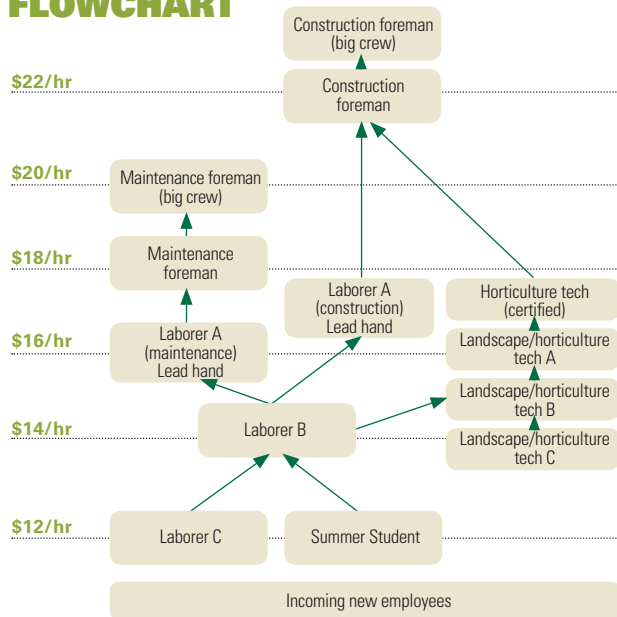 FLOWCHART
Construction foreman
(big crew)
$22/hr
Construction
foreman
$20/hr
Maintenance foreman
(big crew)
$18/hr
Maintenance
foreman
Laborer A
(construction)
Lead hand
Horticulture tech
(certified)
$16/hr
Laborer A
(maintenance)
Lead hand
Landscape/horticulture
tech A
Landscape/horticulture
tech B
$14/hr
Laborer B
Landscape/horticulture
tech C
$12/hr
Laborer C
Summer Student
Incoming new employees